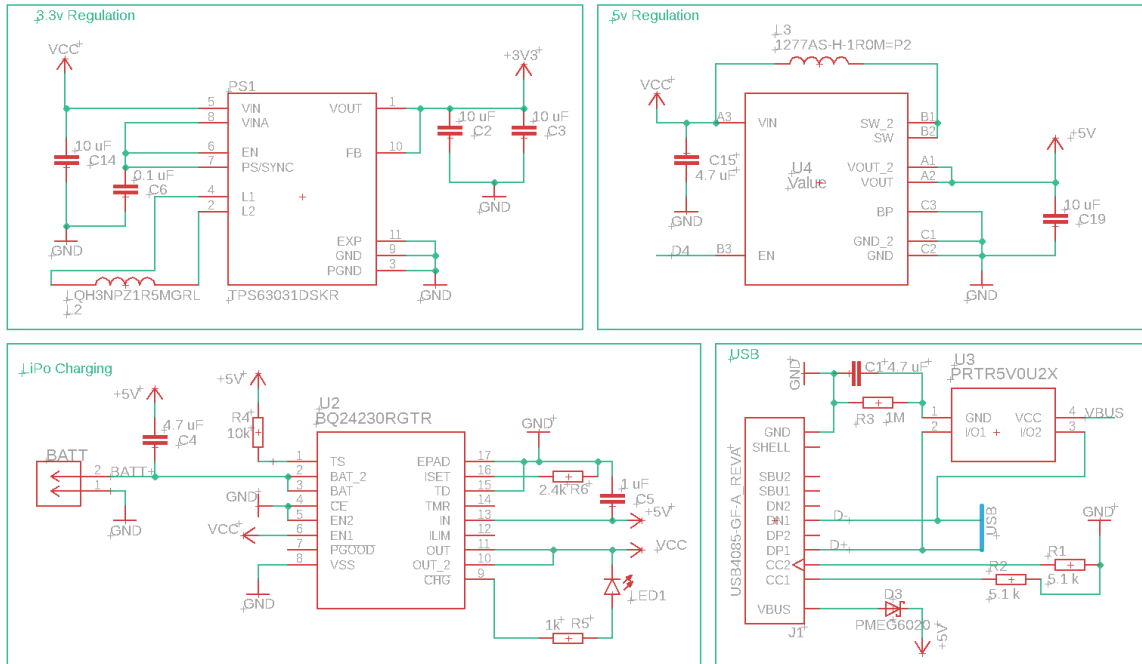 3.3v Regulation
VCC
+3V3
PS1
5 VIN VOUT 1
8 VINA
10 uF
C14
10 uF
C2
10 uF
C3
6 EN FB 10
7 PS/SYNC
0.1 uF
C6
4 L1
2 L2
GND
GND
EXP 11
GND 9
PGND 3
LQH3NPZ1R5MGRL
L2
TPS63031DSKR
GND
5v Regulation
L3
1277AS-H-1R0M=P2
VCC
A3 VIN
SW_2 B1
SW B2
+5V
C15
4.7 uF
U4
Value
VOUT_2 A1
VOUT A2
10 uF
C19
BP C3
GND
GND_2 C1
GND C2
D4 B3 EN
GND
GND
LiPo Charging
+5V
+5V
U2
BQ24230RGTR
4.7 uF
C4
R4
10k
GND
BATT
2 BATT+
1
GND
1 TS EPAD 17
2 BAT_2 ISET 16
3 BAT TD 15
4 CE TMR 14
5 EN2 IN 13
6 EN1 ILIM 12
7 PGOOD OUT 11
8 VSS OUT_2 10
CHG 9
GND
VCC
GND
2.4k R6
1 uF
C5
+5V
VCC
LED1
1k R5
USB
GND
C1 4.7 uF
R3 1M
U3
PRTR5V0U2X
1 GND VCC 4 VBUS
2 I/O1 I/O2 3
USB4085-GF-A_REVA
GND
SHELL
SBU2
SBU1
DN2
DN1 D-
DP2
DP1 D+
CC2
CC1
VBUS
J1
USB
GND
R1
5.1 k
R2
5.1 k
D3
PMEG6020
+5V